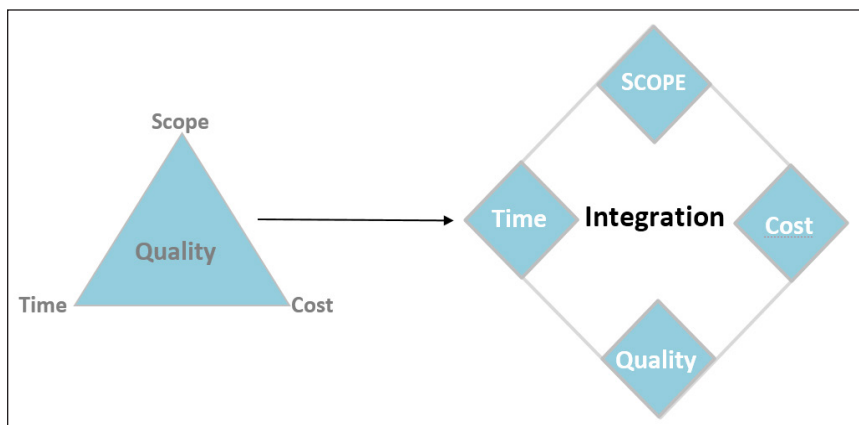 Scope
Quality
Time
Cost
SCOPE
Time
Integration
Cost
Quality